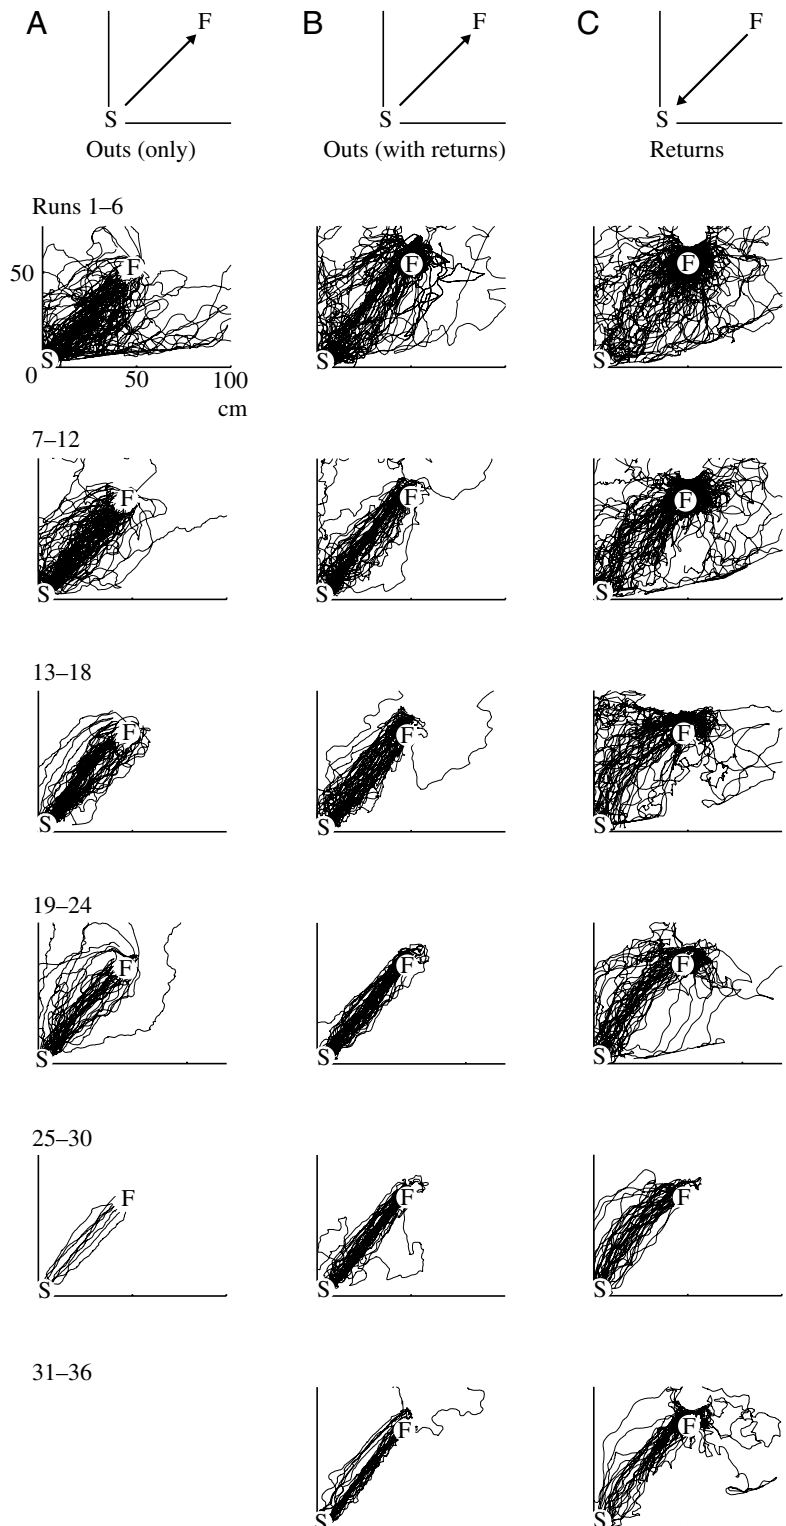 A B C
F F F
S S S
Outs (only) Outs (with returns) Returns
Runs 1–6
F F F
50
S S S
0 50 100
cm
7–12
F F F
S S S
13–18
F F F
S S S
19–24
F F F
S S S
25–30
F F F
S S S
31–36
F F
S S